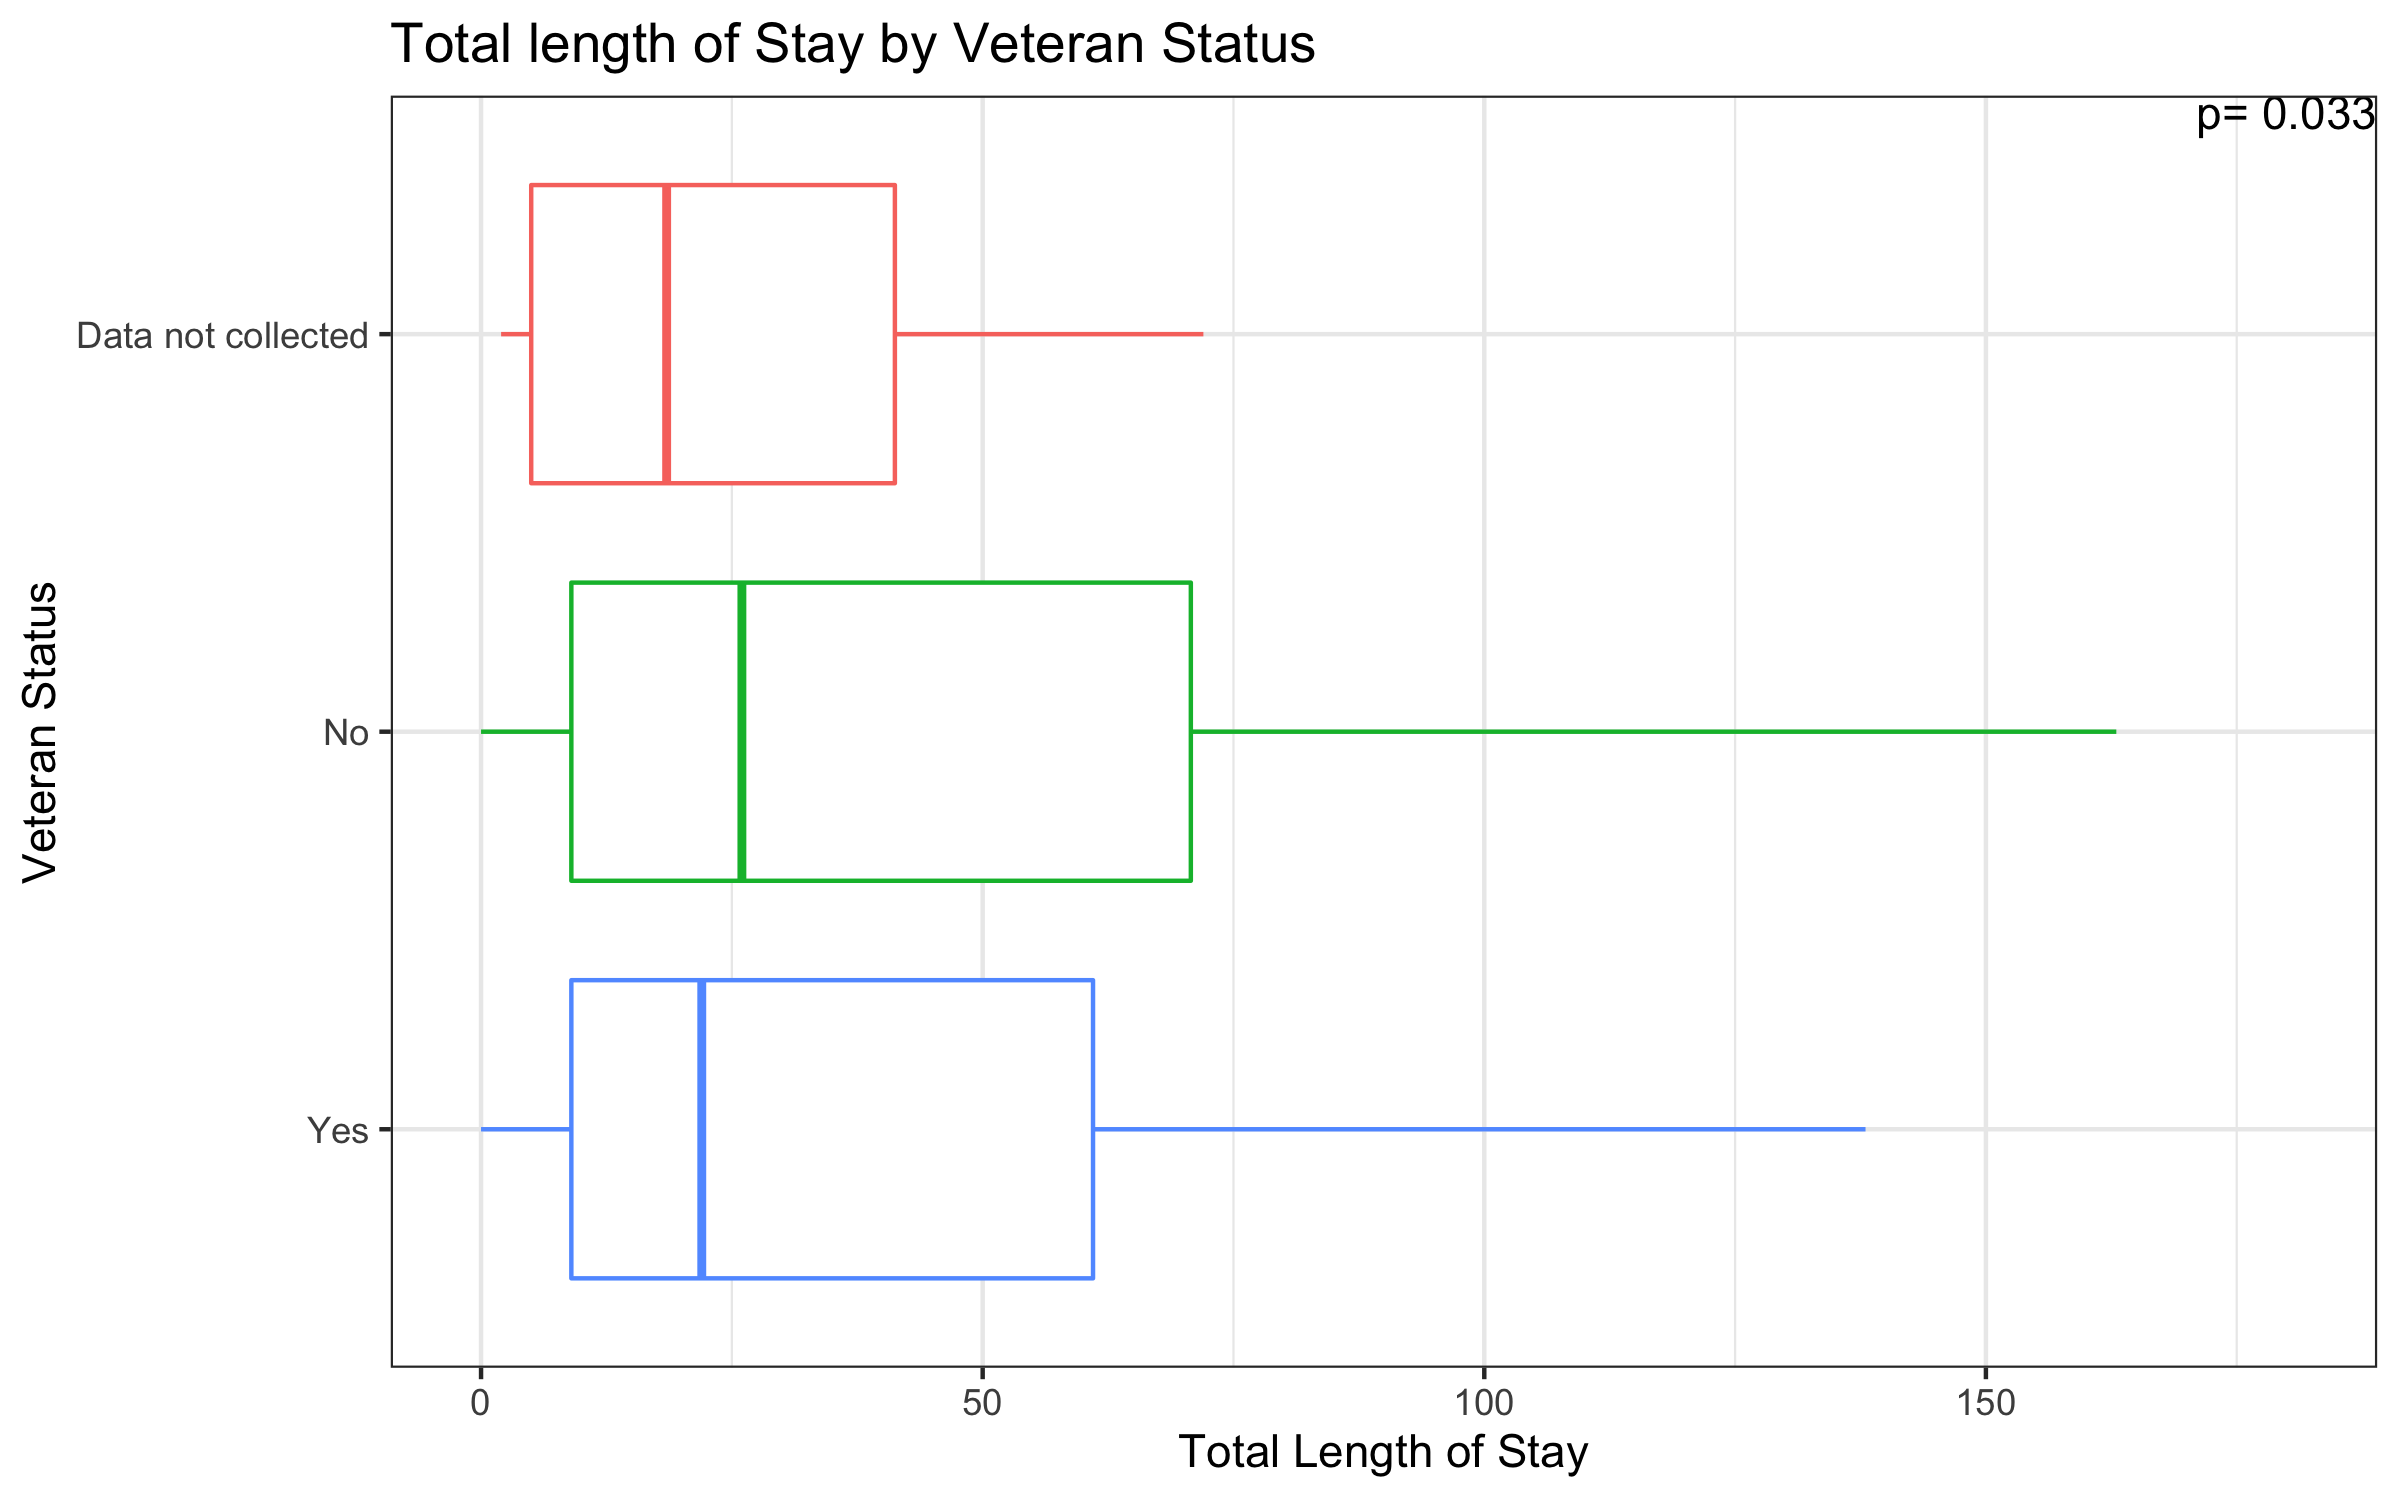 Total length of Stay by Veteran Status
p= 0.033
Data not collected
No
Yes
Veteran Status
0 50 100 150
Total Length of Stay